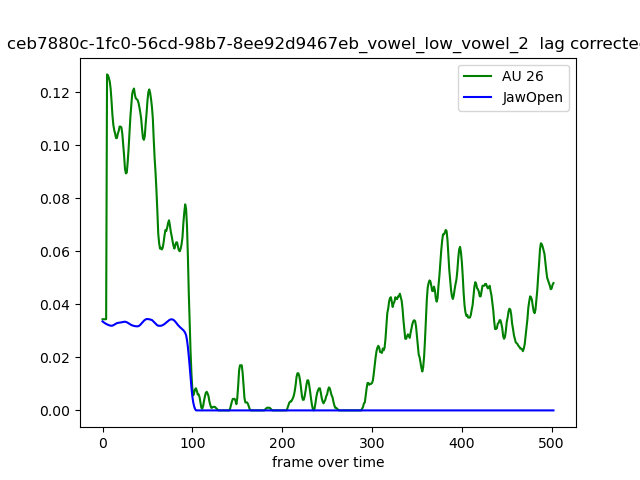 ceb7880c-1fc0-56cd-98b7-8ee92d9467eb_vowel_low_vowel_2 lag corrected
AU 26
JawOpen
0.12
0.10
0.08
0.06
0.04
0.02
0.00
0 100 200 300 400 500
frame over time